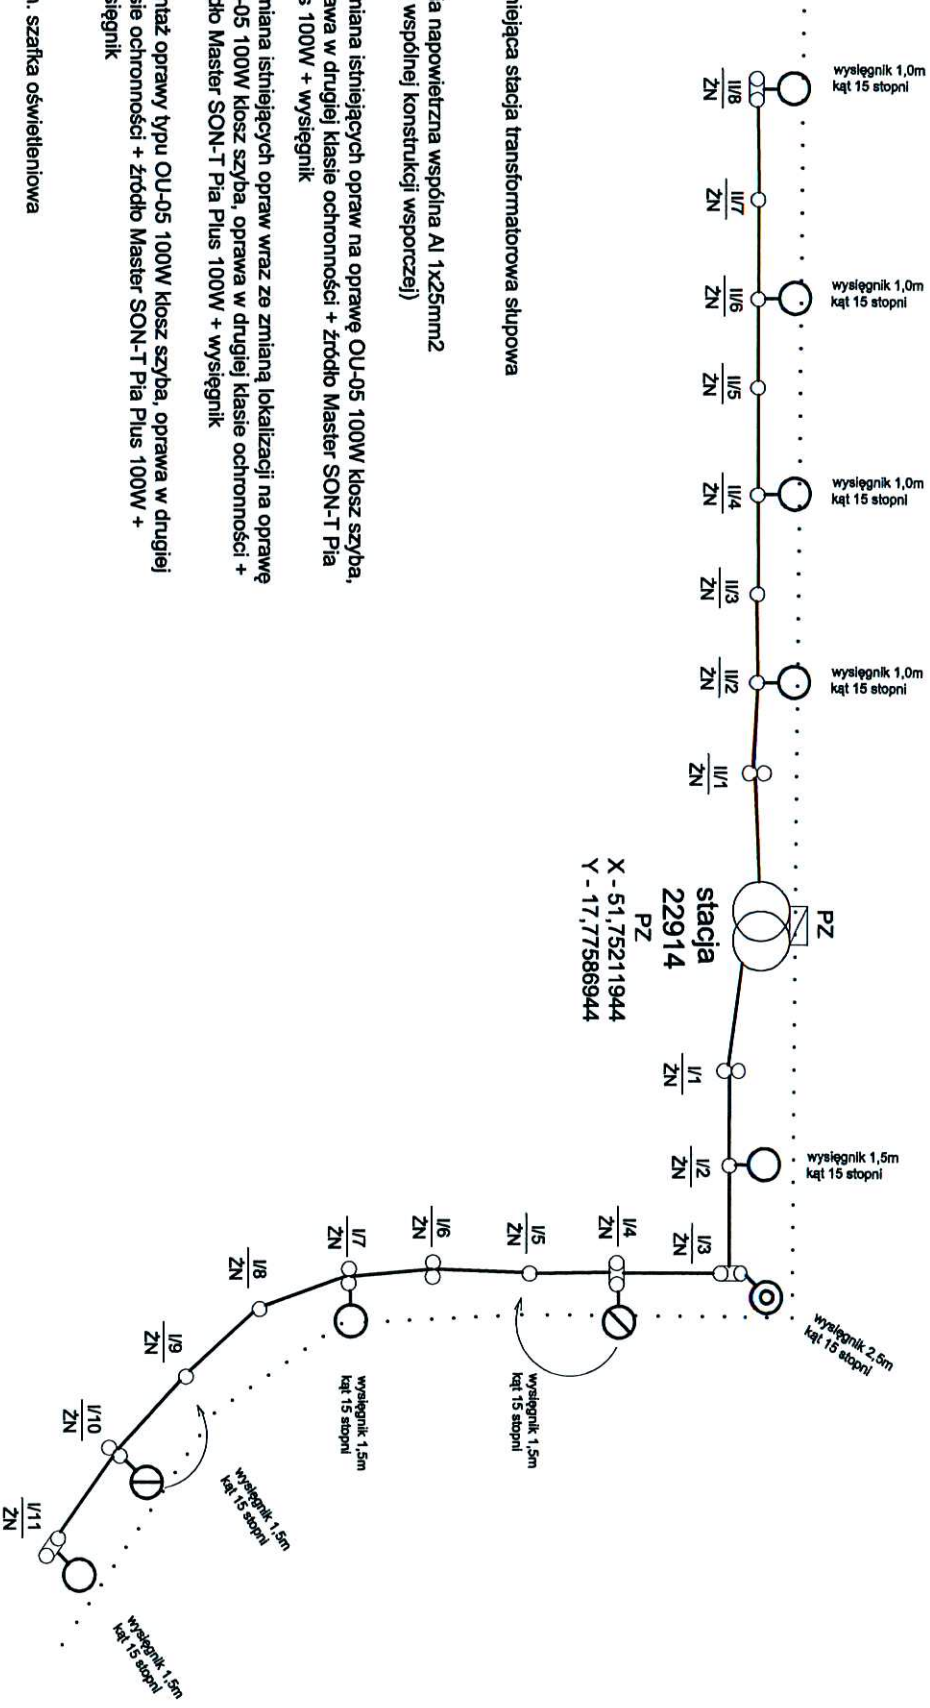 wysięgnik 1,0m
kąt 15 stopni
wysięgnik 1,0m
kąt 15 stopni
wysięgnik 1,0m
kąt 15 stopni
wysięgnik 1,0m
kąt 15 stopni
II/8
ŻN
II/7
ŻN
II/6
ŻN
II/5
ŻN
II/4
ŻN
II/3
ŻN
II/2
ŻN
II/1
ŻN
PZ
stacja
22914
PZ
X - 51,75211944
Y - 17,77586944
I/1
ŻN
wysięgnik 1,5m
kąt 15 stopni
I/2
ŻN
I/3
ŻN
wysięgnik 2,5m
kąt 15 stopni
I/4
ŻN
I/5
ŻN
wysięgnik 1,5m
kąt 15 stopni
I/6
ŻN
I/7
ŻN
wysięgnik 1,5m
kąt 15 stopni
I/8
ŻN
I/9
ŻN
wysięgnik 1,5m
kąt 15 stopni
I/10
ŻN
I/11
ŻN
wysięgnik 1,5m
kąt 15 stopni
niejąca stacja transformatorowa słupowa
ia napowietrzna wspólna Al 1x25mm2
wspólnej konstrukcji wsporczej)
miana istniejących opraw na oprawę OU-05 100W klosz szyba,
awa w drugiej klasie ochronności + źródło Master SON-T Pia
s 100W + wysięgnik
miana istniejących opraw wraz ze zmianą lokalizacji na oprawę
-05 100W klosz szyba, oprawa w drugiej klasie ochronności +
dło Master SON-T Pia Plus 100W + wysięgnik
ntaż oprawy typu OU-05 100W klosz szyba, oprawa w drugiej
sie ochronności + źródło Master SON-T Pia Plus 100W +
sięgnik
. szafka oświetleniowa